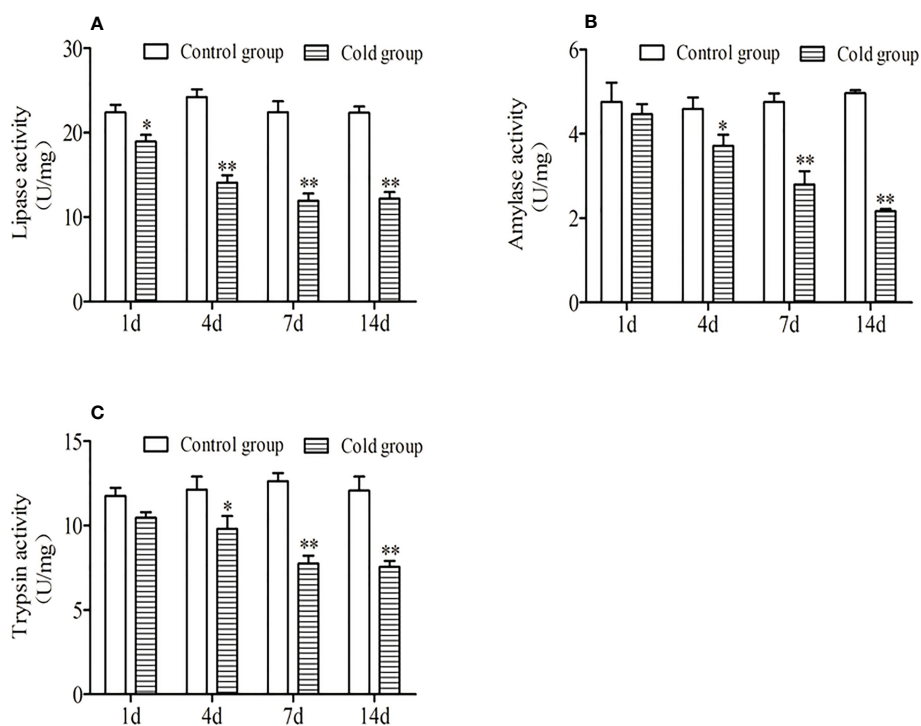 A
Control group
Cold group
Lipase activity
(U/mg)
30
20
10
0
*
**
**
**
1d
4d
7d
14d
B
Control group
Cold group
Amylase activity
(U/mg)
6
4
2
0
*
**
**
1d
4d
7d
14d
C
Control group
Cold group
Trypsin activity
(U/mg)
15
10
5
0
*
**
**
1d
4d
7d
14d